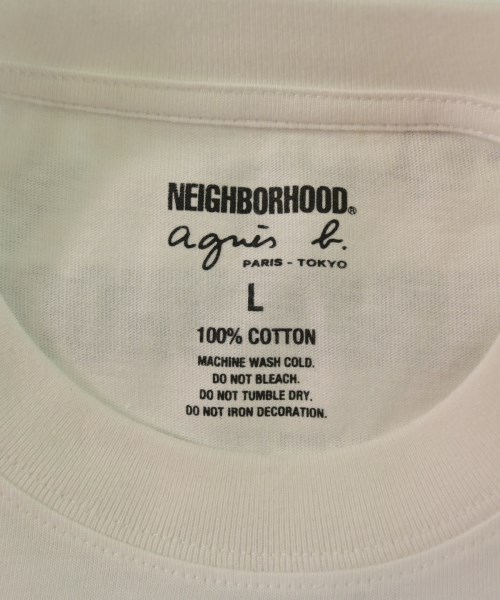 NEIGHBORHOOD®
agnès b.
PARIS - TOKYO
L
100% COTTON
MACHINE WASH COLD.
DO NOT BLEACH.
DO NOT TUMBLE DRY.
DO NOT IRON DECORATION.